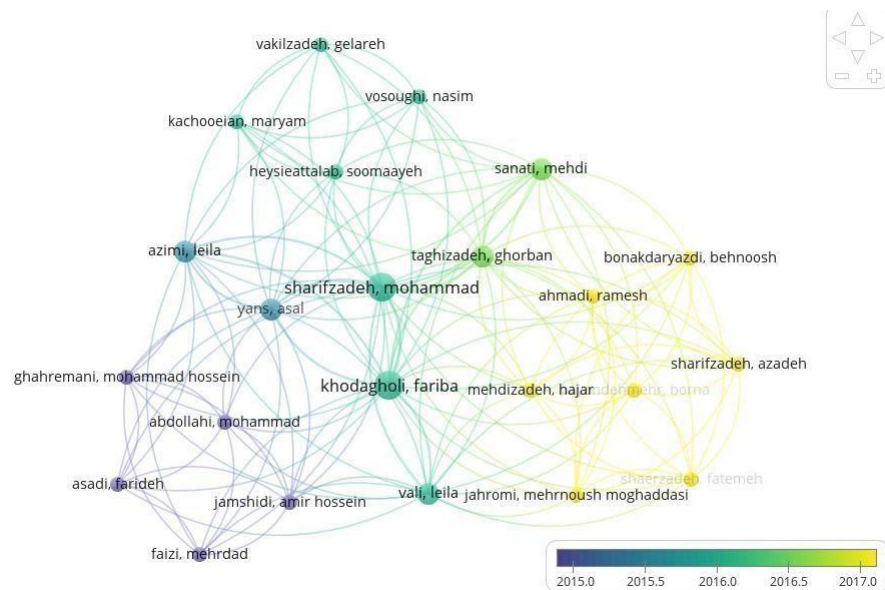 vakilzadeh, gelareh
vosoughi, nasim
kachooeian, maryam
heysieattalab, soomaayeh
sanati, mehdi
azimi, leila
taghizadeh, ghorban
bonakdaryazdi, behnoosh
sharifzadeh, mohammad
ahmadi, ramesh
yans, asal
sharifzadeh, azadeh
ghahremani, mohammad hossein
khodagholi, fariba
mehdizadeh, hajar
borna
abdollahi, mohammad
shaerzadeh, fatemeh
asadi, farideh
vali, leila
jahromi, mehrnoush moghaddasi
jamshidi, amir hossein
faizi, mehrdad
2015.0 2015.5 2016.0 2016.5 2017.0